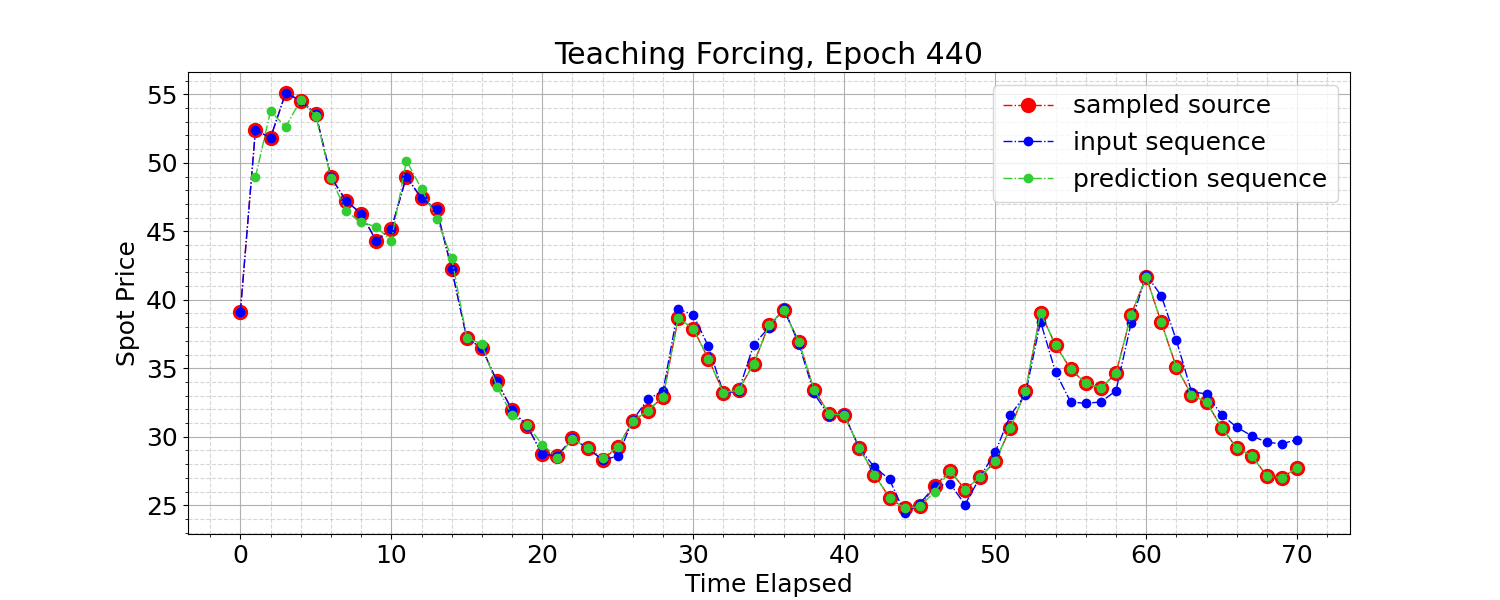 Teaching Forcing, Epoch 440
sampled source
input sequence
prediction sequence
Spot Price
55
50
45
40
35
30
25
0 10 20 30 40 50 60 70
Time Elapsed